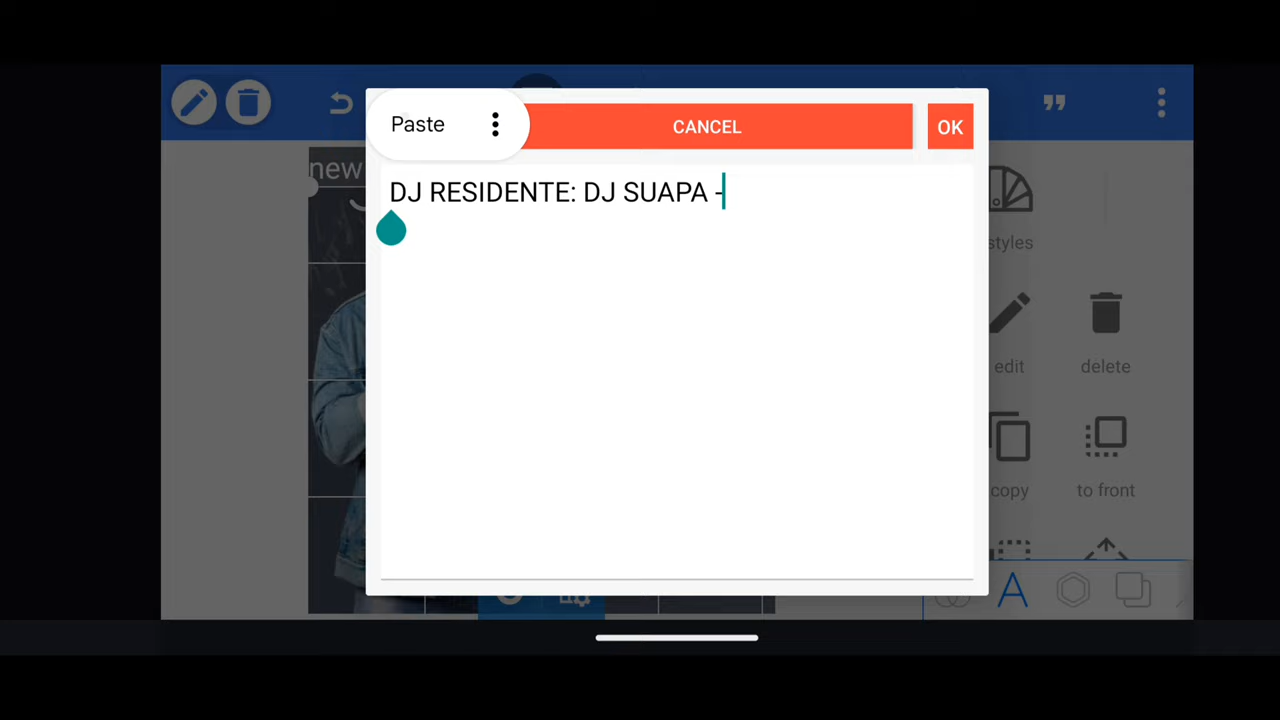 Paste
CANCEL
OK
new
DJ RESIDENTE: DJ SUAPA -
styles
edit
delete
copy
to front